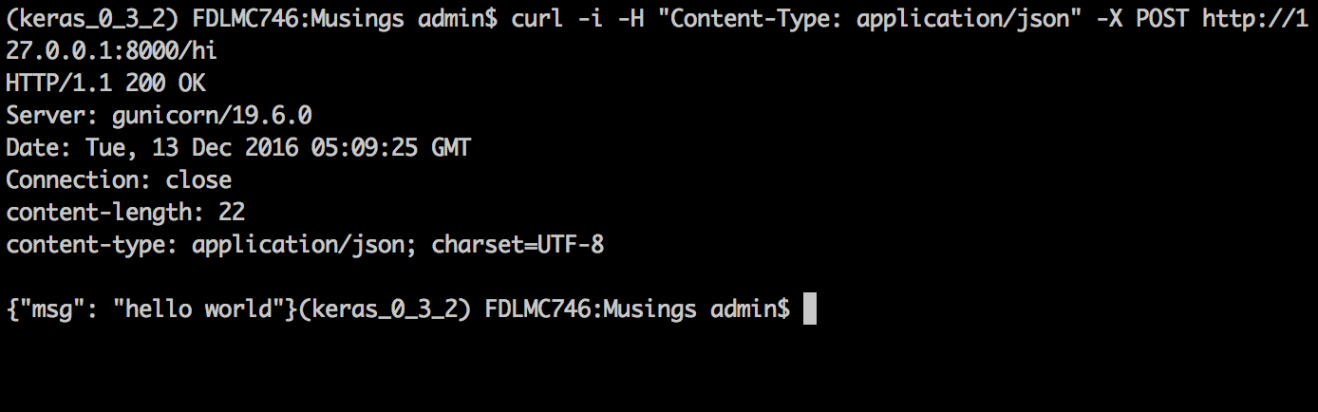 (keras_0_3_2) FDLMC746:Musings admin$ curl -i -H "Content-Type: application/json" -X POST http://1
27.0.0.1:8000/hi
HTTP/1.1 200 OK
Server: gunicorn/19.6.0
Date: Tue, 13 Dec 2016 05:09:25 GMT
Connection: close
content-length: 22
content-type: application/json; charset=UTF-8
{"msg": "hello world"}(keras_0_3_2) FDLMC746:Musings admin$